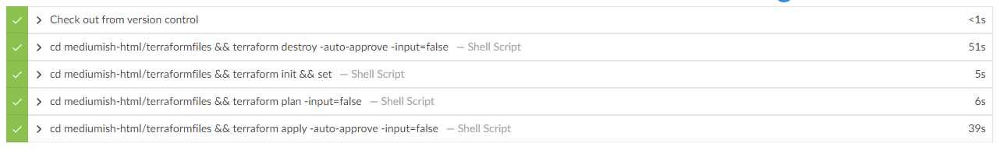 Check out from version control <1s
cd mediumish-html/terraformfiles && terraform destroy -auto-approve -input=false — Shell Script 51s
cd mediumish-html/terraformfiles && terraform init && set — Shell Script 5s
cd mediumish-html/terraformfiles && terraform plan -input=false — Shell Script 6s
cd mediumish-html/terraformfiles && terraform apply -auto-approve -input=false — Shell Script 39s